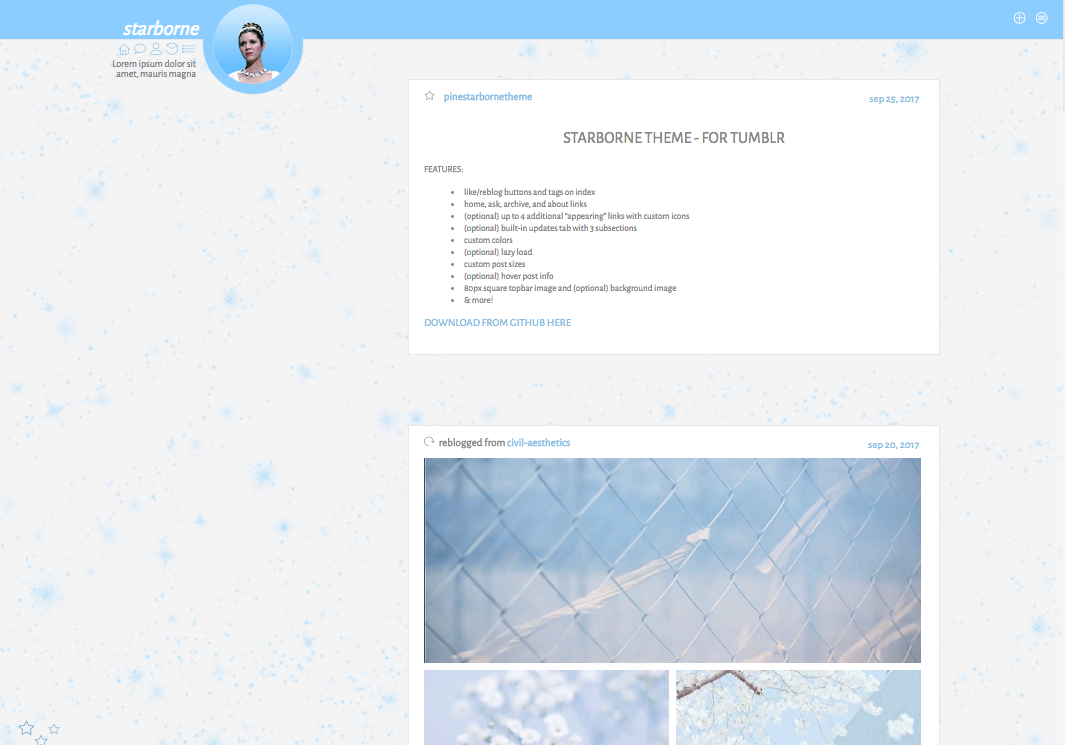 starborne
Lorem ipsum dolor sit
amet, mauris magna
pinestarbornetheme
sep 25, 2017
STARBORNE THEME - FOR TUMBLR
FEATURES:
• like/reblog buttons and tags on index
• home, ask, archive, and about links
• (optional) up to 4 additional "appearing" links with custom icons
• (optional) built-in updates tab with 3 subsections
• custom colors
• (optional) lazy load
• custom post sizes
• (optional) hover post info
• 80px square topbar image and (optional) background image
• & more!
DOWNLOAD FROM GITHUB HERE
reblogged from civil-aesthetics
sep 20, 2017